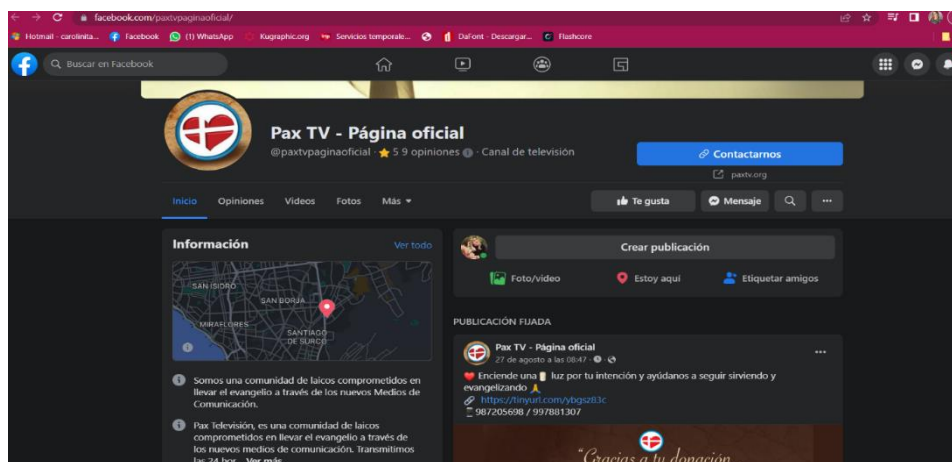 facebook.com/paxtvpaginaoficial/
Hotmail - carolinita... Facebook (1) WhatsApp Kugraphic.org Servicios temporale... DaFont - Descargar... Flashcore
Buscar en Facebook
Pax TV - Página oficial
@paxtvpaginaoficial · 5 9 opiniones · Canal de televisión
Contactarnos
paxtv.org
Inicio Opiniones Videos Fotos Más
Te gusta Mensaje
Información Ver todo
SAN ISIDRO
SAN BORJA
MIRAFLORES
SANTIAGO
DE SURCO
Somos una comunidad de laicos comprometidos en
llevar el evangelio a través de los nuevos Medios de
Comunicación.
Pax Televisión, es una comunidad de laicos
comprometidos en llevar el evangelio a través de
los nuevos medios de comunicación. Transmitimos
las 24 hor... Ver más
Crear publicación
Foto/video Estoy aquí Etiquetar amigos
PUBLICACIÓN FIJADA
Pax TV - Página oficial
27 de agosto a las 08:47
Enciende una luz por tu intención y ayúdanos a seguir sirviendo y
evangelizando
https://tinyurl.com/ybgsz83c
987205698 / 997881307
"Gracias a tu donación